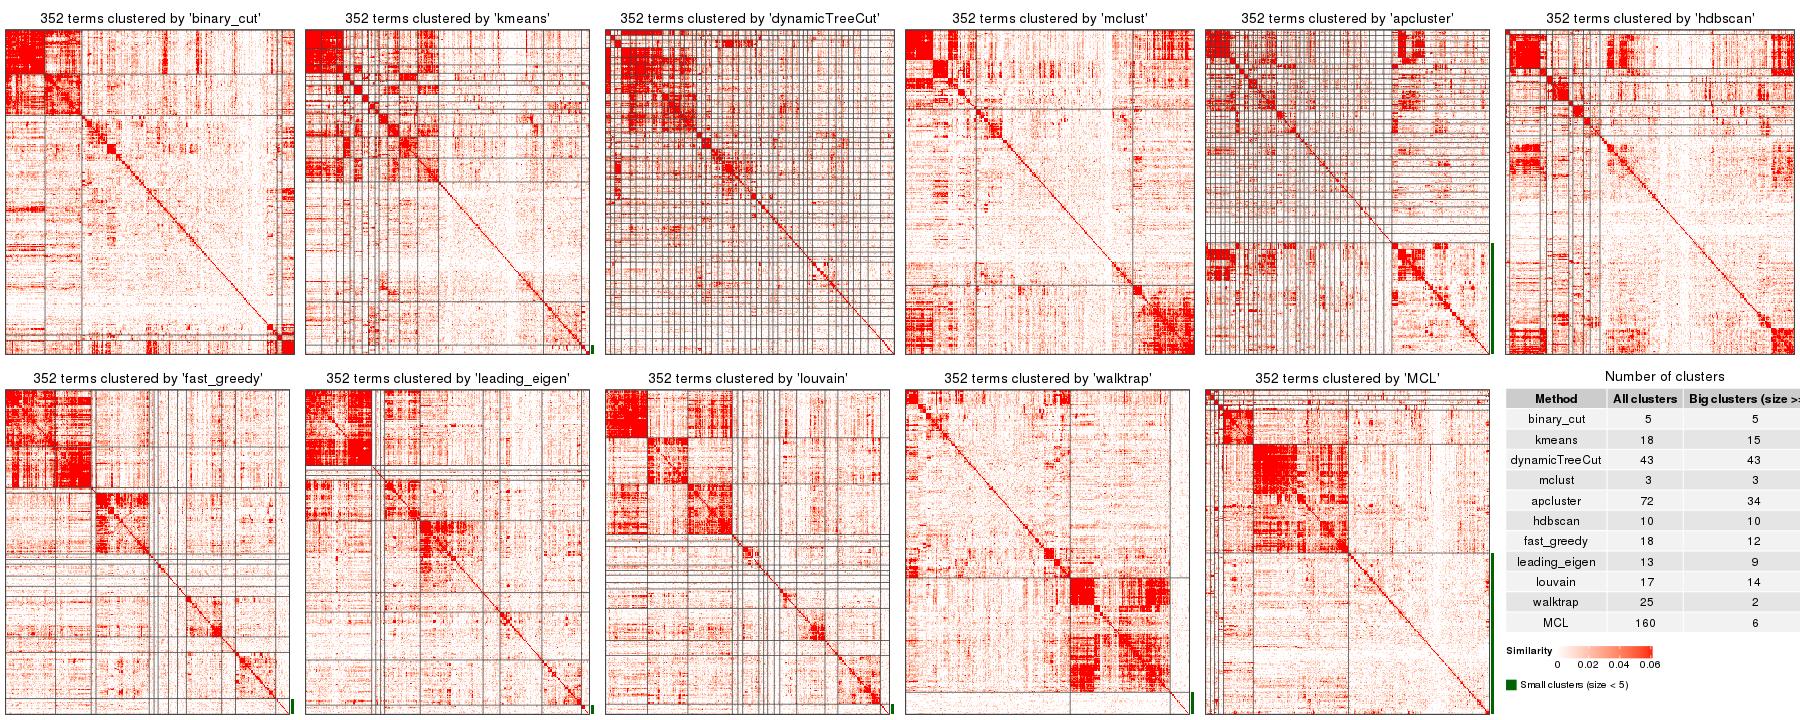 352 terms clustered by 'binary_cut'
352 terms clustered by 'kmeans'
352 terms clustered by 'dynamicTreeCut'
352 terms clustered by 'mclust'
352 terms clustered by 'apcluster'
352 terms clustered by 'hdbscan'
352 terms clustered by 'fast_greedy'
352 terms clustered by 'leading_eigen'
352 terms clustered by 'louvain'
352 terms clustered by 'walktrap'
352 terms clustered by 'MCL'
Number of clusters
Method All clusters Big clusters (size >=
binary_cut 5 5
kmeans 18 15
dynamicTreeCut 43 43
mclust 3 3
apcluster 72 34
hdbscan 10 10
fast_greedy 18 12
leading_eigen 13 9
louvain 17 14
walktrap 25 2
MCL 160 6
Similarity
0 0.02 0.04 0.06
Small clusters (size < 5)